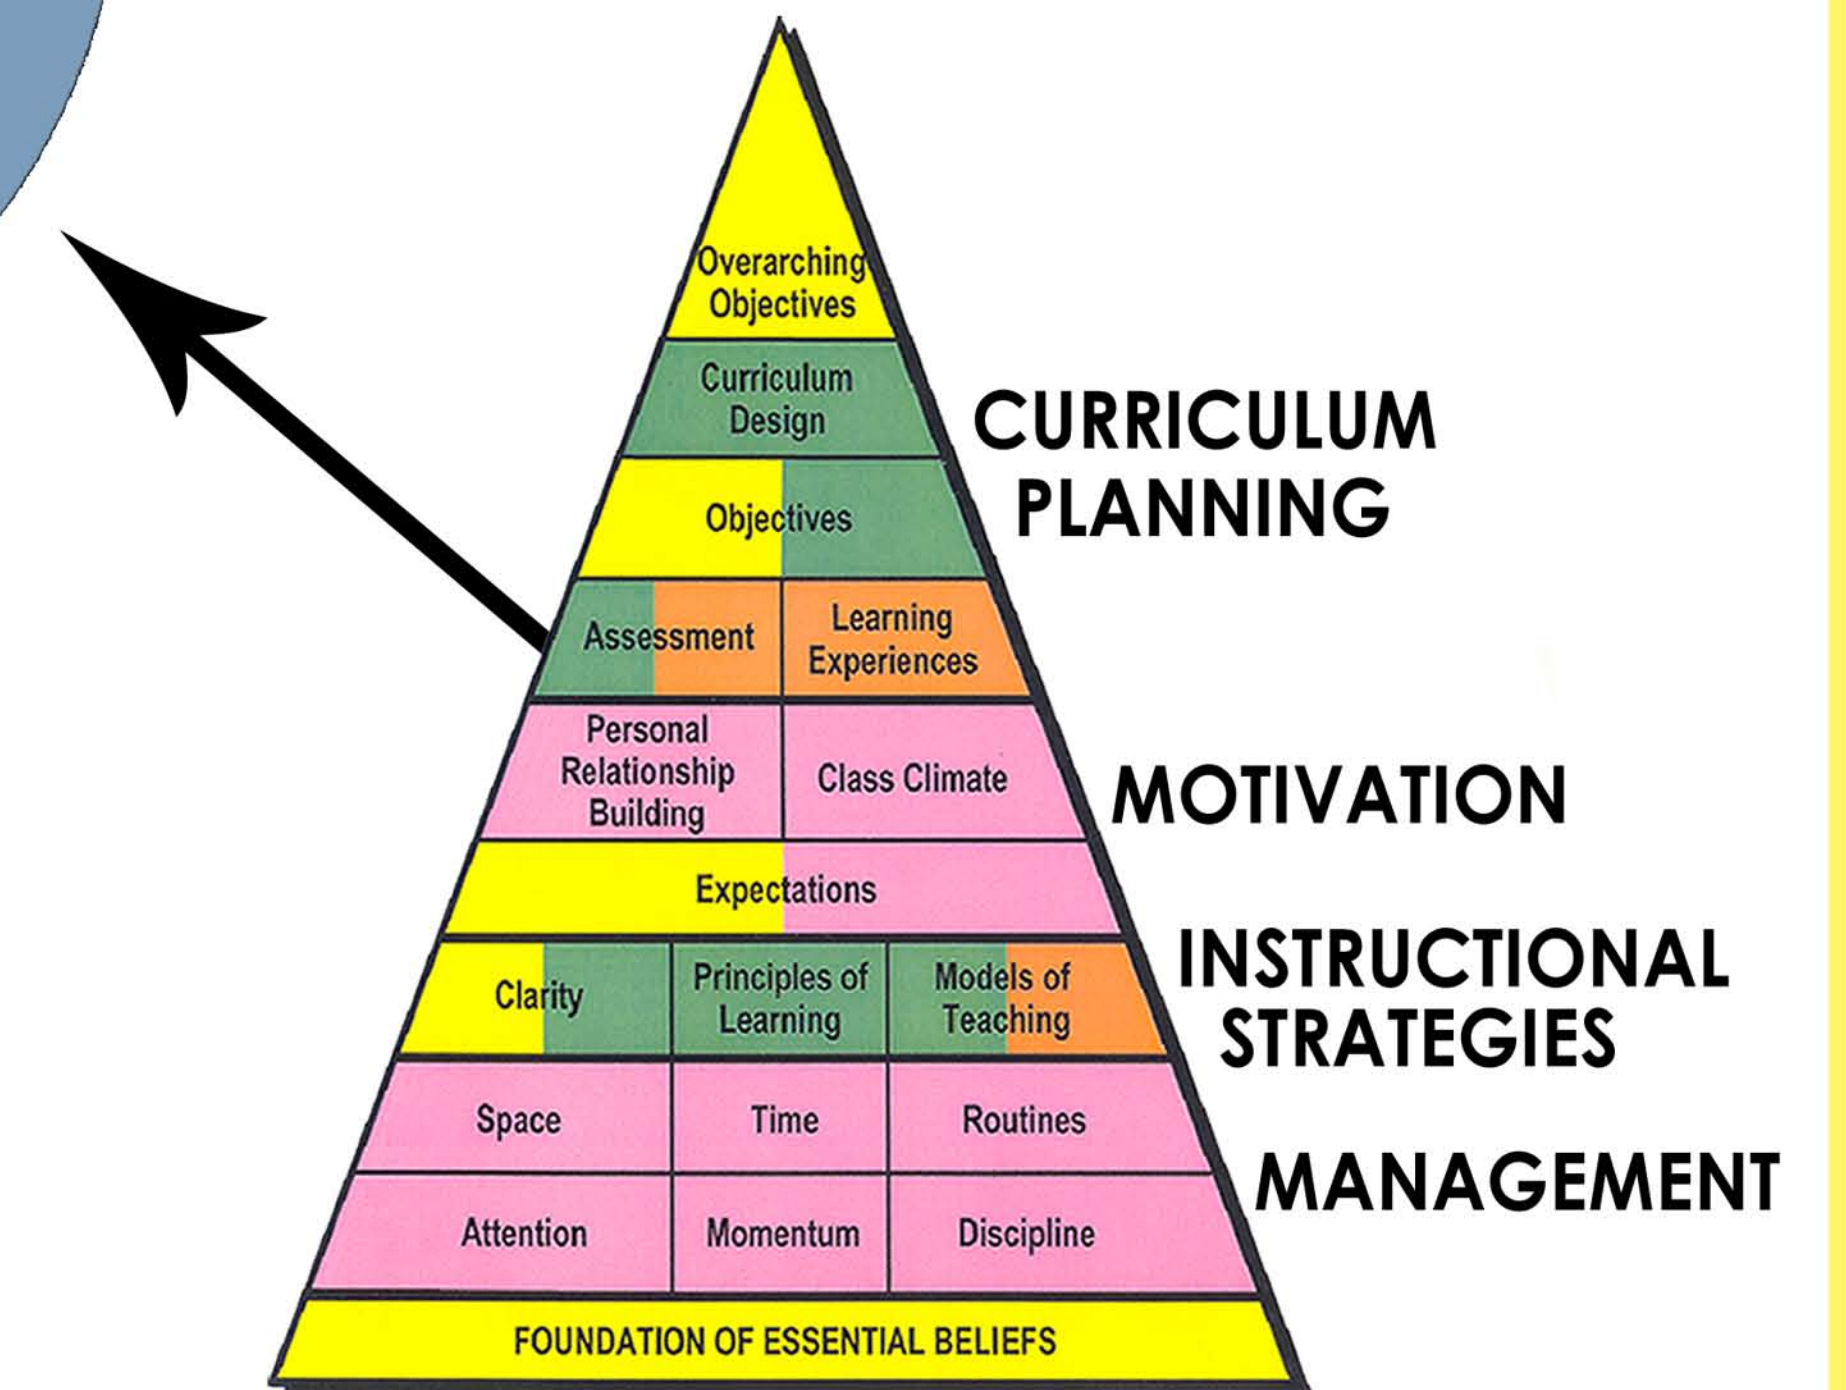 Overarching
Objectives
Curriculum
Design
CURRICULUM
PLANNING
Objectives
Assessment
Learning
Experiences
Personal
Relationship
Building
Class Climate
MOTIVATION
Expectations
Clarity
Principles of
Learning
Models of
Teaching
INSTRUCTIONAL
STRATEGIES
Space
Time
Routines
MANAGEMENT
Attention
Momentum
Discipline
FOUNDATION OF ESSENTIAL BELIEFS